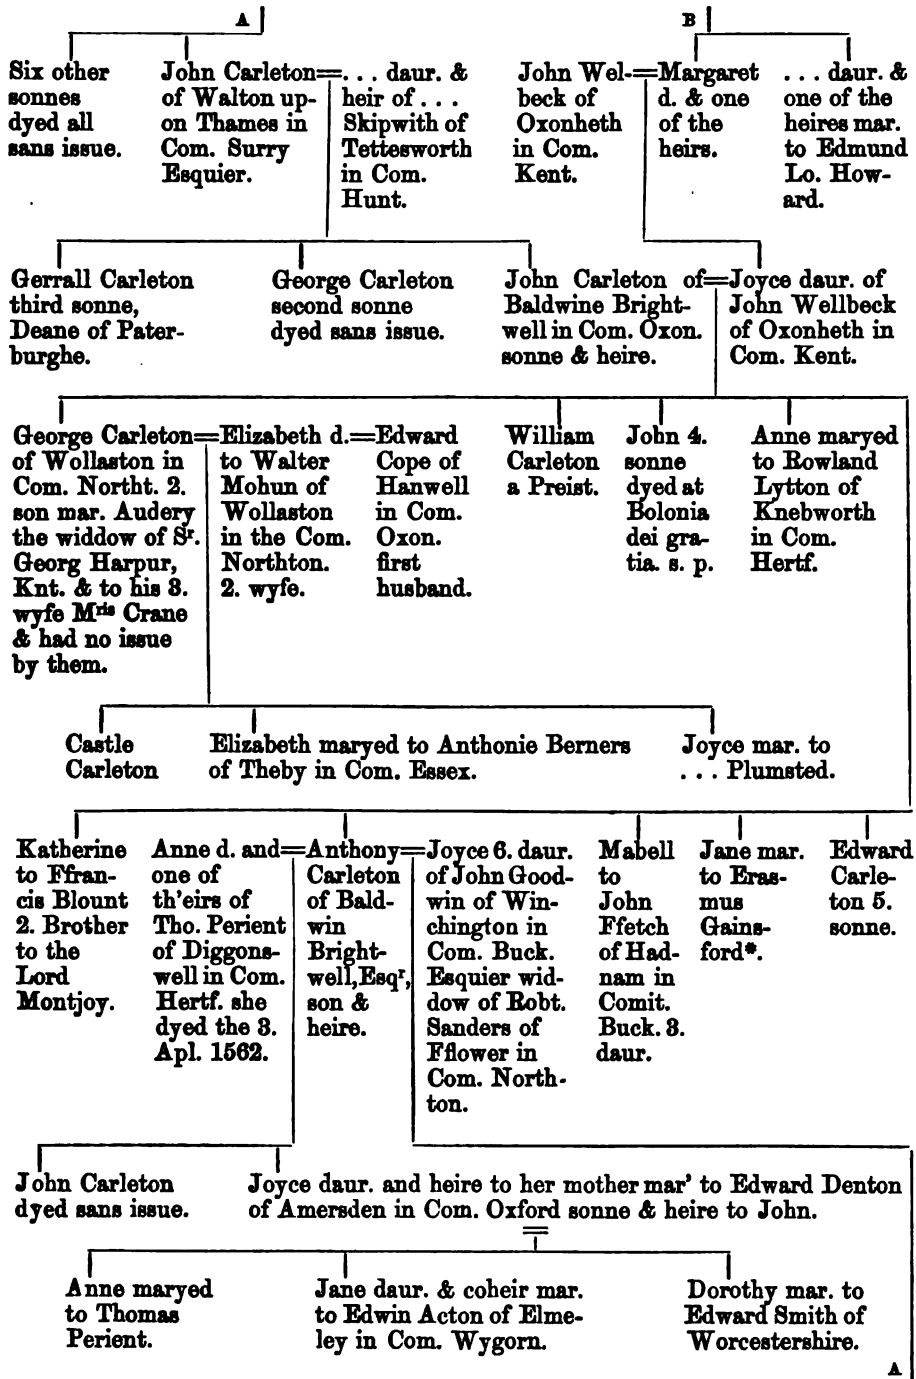 A
B
Six other
sonnes
dyed all
sans issue.
John Carleton=
of Walton up-
on Thames in
Com. Surry
Esquier.
. . . daur. &
heir of . . .
Skipwith of
Tettesworth
in Com.
Hunt.
John Wel-=
beck of
Oxonheth
in Com.
Kent.
Margaret
d. & one
of the
heirs.
. . . daur. &
one of the
heires mar.
to Edmund
Lo. How-
ard.
Gerrall Carleton
third sonne,
Deane of Pater-
burghe.
George Carleton
second sonne
dyed sans issue.
John Carleton of=
Baldwine Bright-
well in Com. Oxon.
sonne & heire.
Joyce daur. of
John Wellbeck
of Oxonheth in
Com. Kent.
George Carleton=
of Wollaston in
Com. Northt. 2.
son mar. Audery
the widdow of Sr.
Georg Harpur,
Knt. & to his 3.
wyfe Mris Crane
& had no issue
by them.
Elizabeth d.=
to Walter
Mohun of
Wollaston
in the Com.
Northton.
2. wyfe.
Edward
Cope of
Hanwell
in Com.
Oxon.
first
husband.
William
Carleton
a Preist.
John 4.
sonne
dyed at
Bolonia
dei gra-
tia. s. p.
Anne maryed
to Rowland
Lytton of
Knebworth
in Com.
Hertf.
Castle
Carleton
Elizabeth maryed to Anthonie Berners
of Theby in Com. Essex.
Joyce mar. to
. . . Plumsted.
Katherine
to Ffran-
cis Blount
2. Brother
to the
Lord
Montjoy.
Anne d. and=
one of
th'eirs of
Tho. Perient
of Diggons-
well in Com.
Hertf. she
dyed the 3.
Apl. 1562.
Anthony=
Carleton
of Bald-
win
Bright-
well, Esqr,
son &
heire.
Joyce 6. daur.
of John Good-
win of Win-
chington in
Com. Buck.
Esquier wid-
dow of Robt.
Sanders of
Fflower in
Com. North-
ton.
Mabell
to
John
Ffetch
of Had-
nam in
Comit.
Buck. 3.
daur.
Jane mar.
to Eras-
mus
Gains-
ford*.
Edward
Carle-
ton 5.
sonne.
John Carleton
dyed sans issue.
Joyce daur. and heire to her mother mar' to Edward Denton
of Amersden in Com. Oxford sonne & heire to John.
=
Anne maryed
to Thomas
Perient.
Jane daur. & coheir mar.
to Edwin Acton of Elme-
ley in Com. Wygorn.
Dorothy mar. to
Edward Smith of
Worcestershire.
A